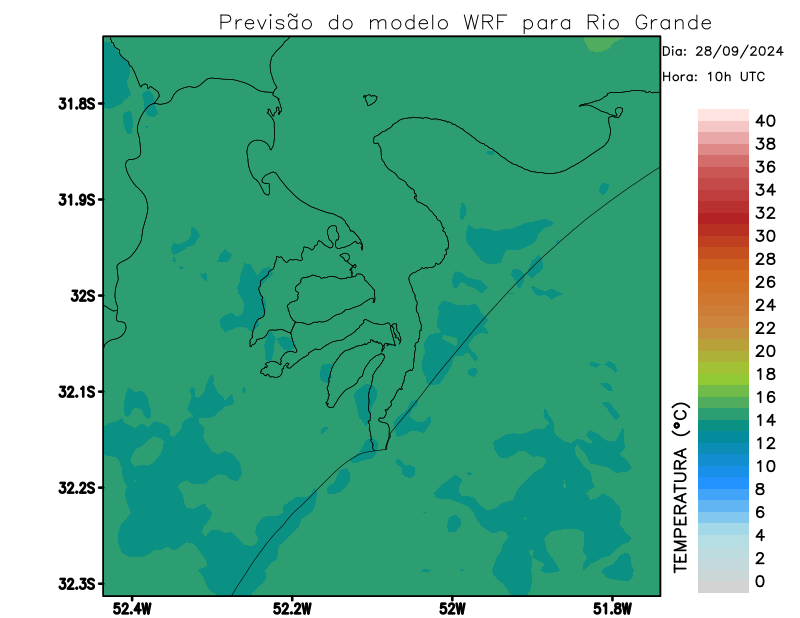 Previsão do modelo WRF para Rio Grande
Dia: 28/09/2024
Hora: 10h UTC
31.8S
31.9S
32S
32.1S
32.2S
32.3S
52.4W
52.2W
52W
51.8W
TEMPERATURA (°C)
40
38
36
34
32
30
28
26
24
22
20
18
16
14
12
10
8
6
4
2
0